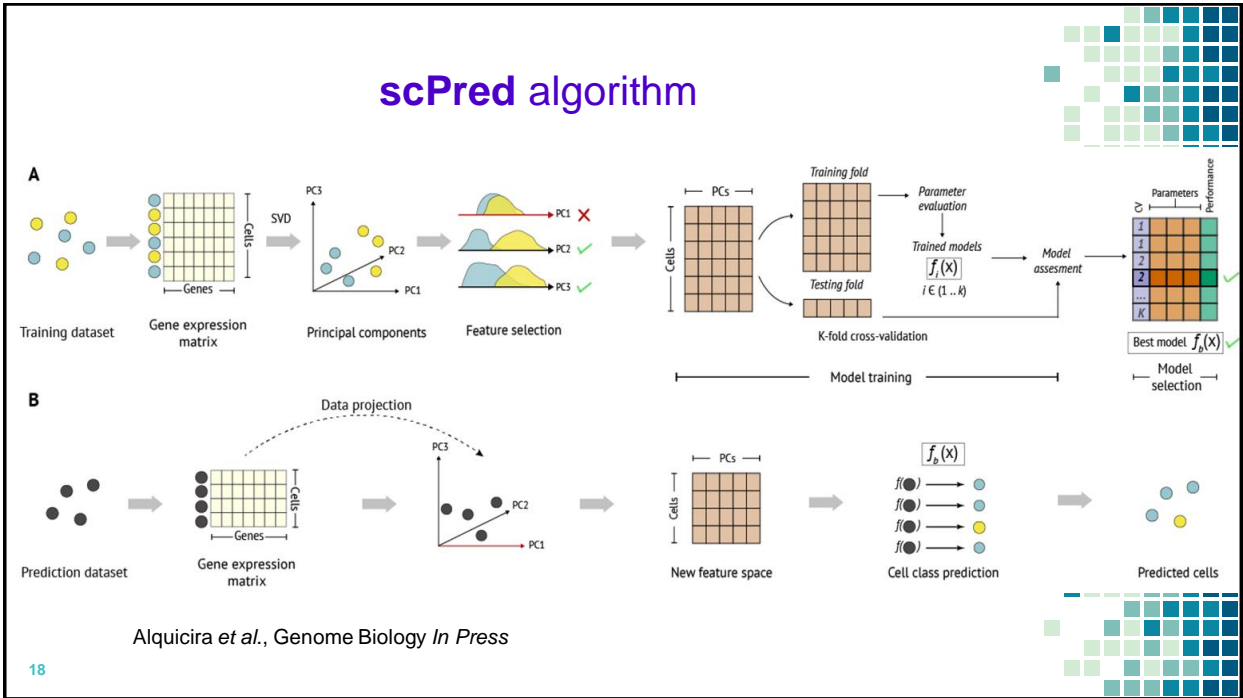 scPred algorithm
A
Training dataset
Cells
Genes
Gene expression
matrix
SVD
PC3
PC2
PC1
Principal components
PC1
PC2
PC3
Feature selection
PCs
Cells
Training fold
Testing fold
K-fold cross-validation
Parameter
evaluation
Trained models
fi(x)
i ∈ (1 .. k)
Model
assesment
Model training
CV
Parameters
Performance
1
1
2
2
...
K
Best model fb(x)
Model
selection
B
Data projection
Prediction dataset
Cells
Genes
Gene expression
matrix
PC3
PC2
PC1
PCs
Cells
New feature space
fb(x)
f( )
f( )
f( )
f( )
Cell class prediction
Predicted cells
Alquicira et al., Genome Biology In Press
18